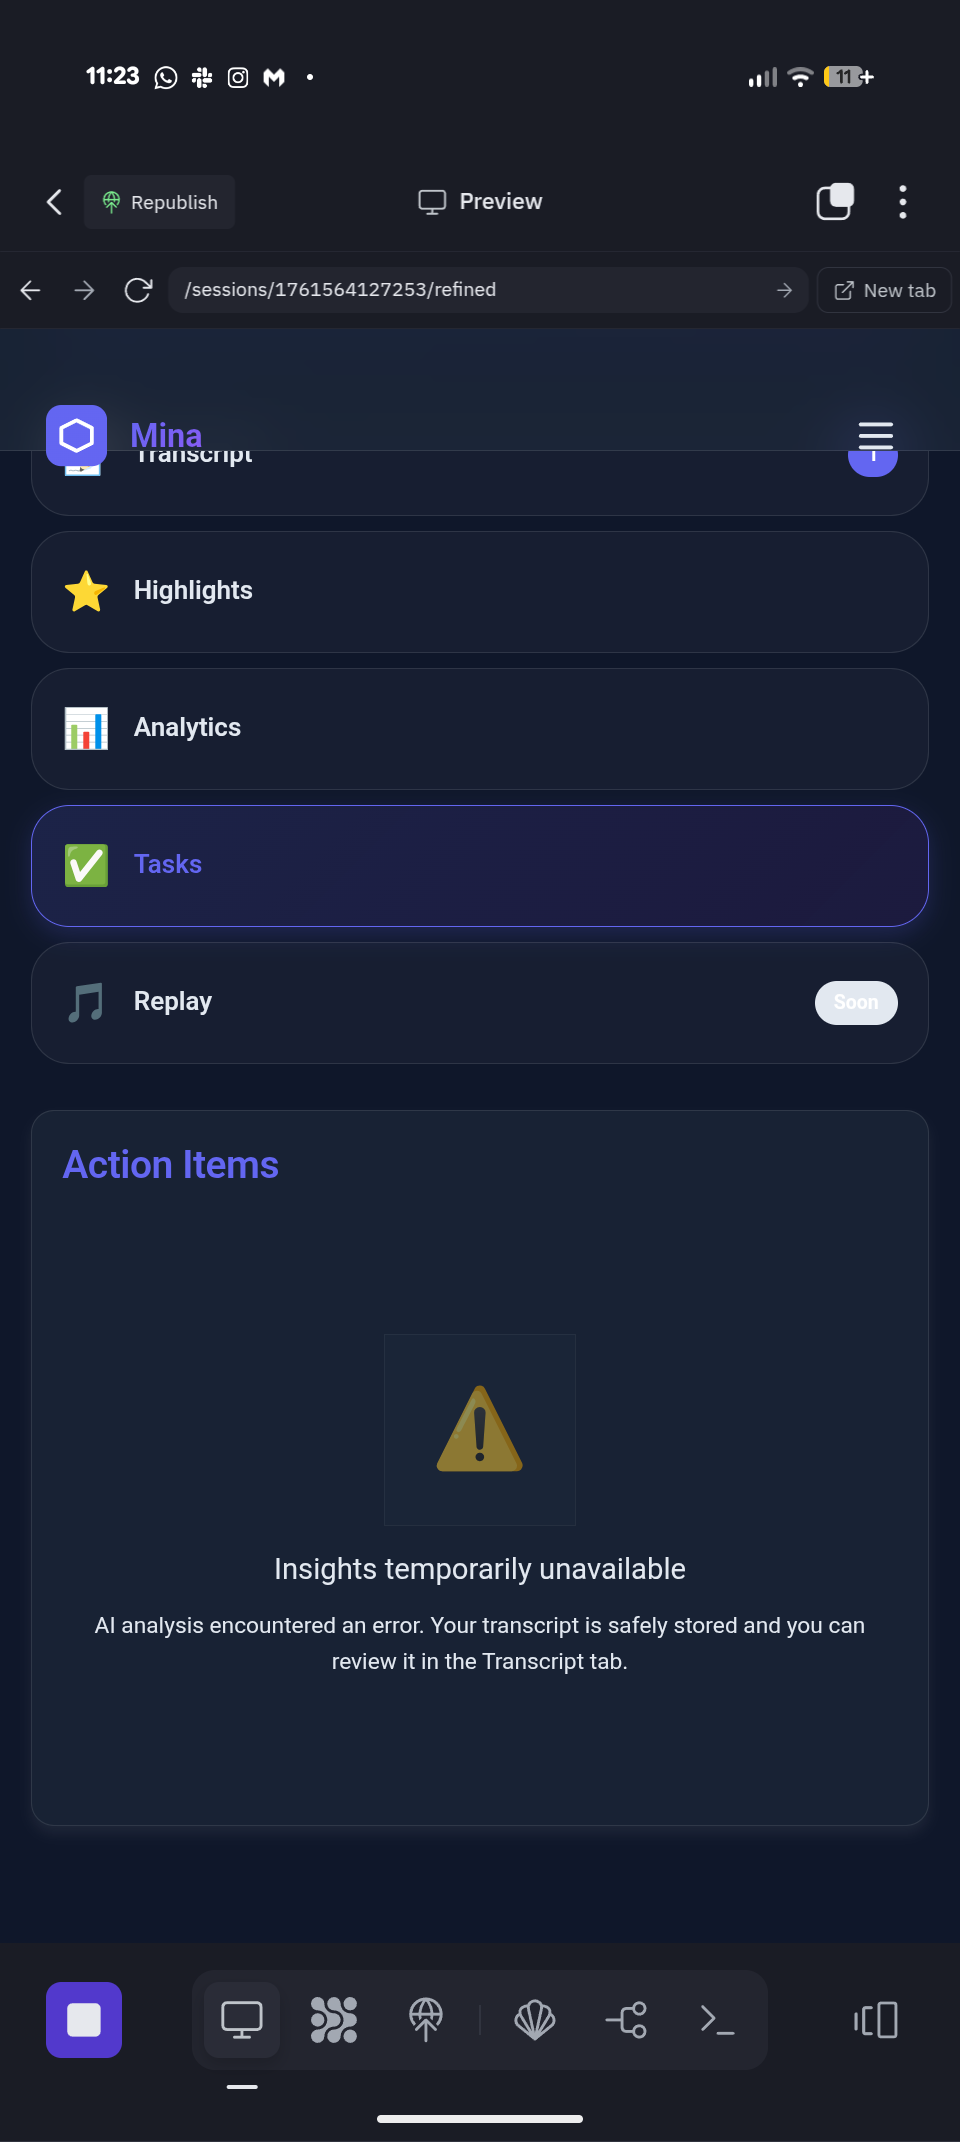 11:23
11+
Republish
Preview
/sessions/1761564127253/refined
New tab
Mina
Transcript
1
Highlights
Analytics
Tasks
Replay
Soon
Action Items
Insights temporarily unavailable
AI analysis encountered an error. Your transcript is safely stored and you can
review it in the Transcript tab.